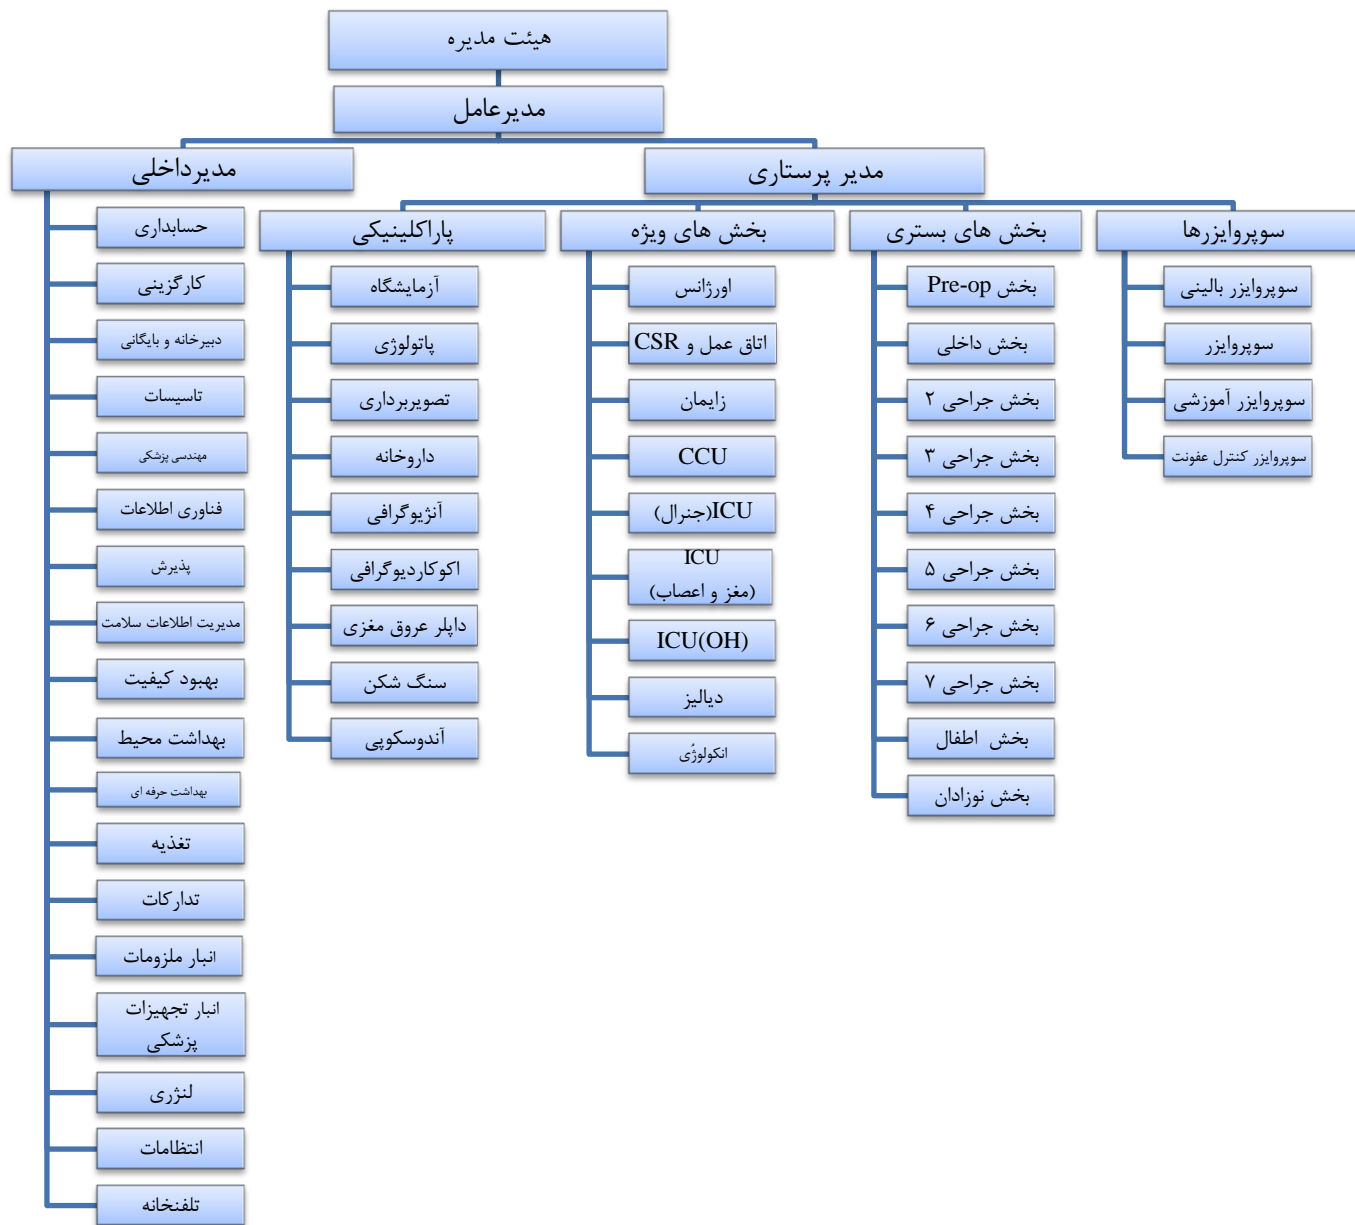 هیئت مدیره
مدیرعامل
مدیر پرستاری
مدیرداخلی
سوپروایزرها
سوپروایزر بالینی
سوپروایزر
سوپروایزر آموزشی
سوپروایزر کنترل عفونت
بخش های بستری
بخش Pre-op
بخش داخلی
بخش جراحی ۲
بخش جراحی ۳
بخش جراحی ۴
بخش جراحی ۵
بخش جراحی ۶
بخش جراحی ۷
بخش اطفال
بخش نوزادان
بخش های ویژه
اورژانس
اتاق عمل و CSR
زایمان
CCU
ICU(جنرال)
ICU
(مغز و اعصاب)
ICU(OH)
دیالیز
انکولوژُی
پاراکلینیکی
آزمایشگاه
پاتولوژی
تصویربرداری
داروخانه
آنژیوگرافی
اکوکاردیوگرافی
داپلر عروق مغزی
سنگ شکن
آندوسکوپی
حسابداری
کارگزینی
دبیرخانه و بایگانی
تاسیسات
مهندسی پزشکی
فناوری اطلاعات
پذیرش
مدیریت اطلاعات سلامت
بهبود کیفیت
بهداشت محیط
بهداشت حرفه ای
تغذیه
تدارکات
انبار ملزومات
انبار تجهیزات
پزشکی
لنژری
انتظامات
تلفنخانه